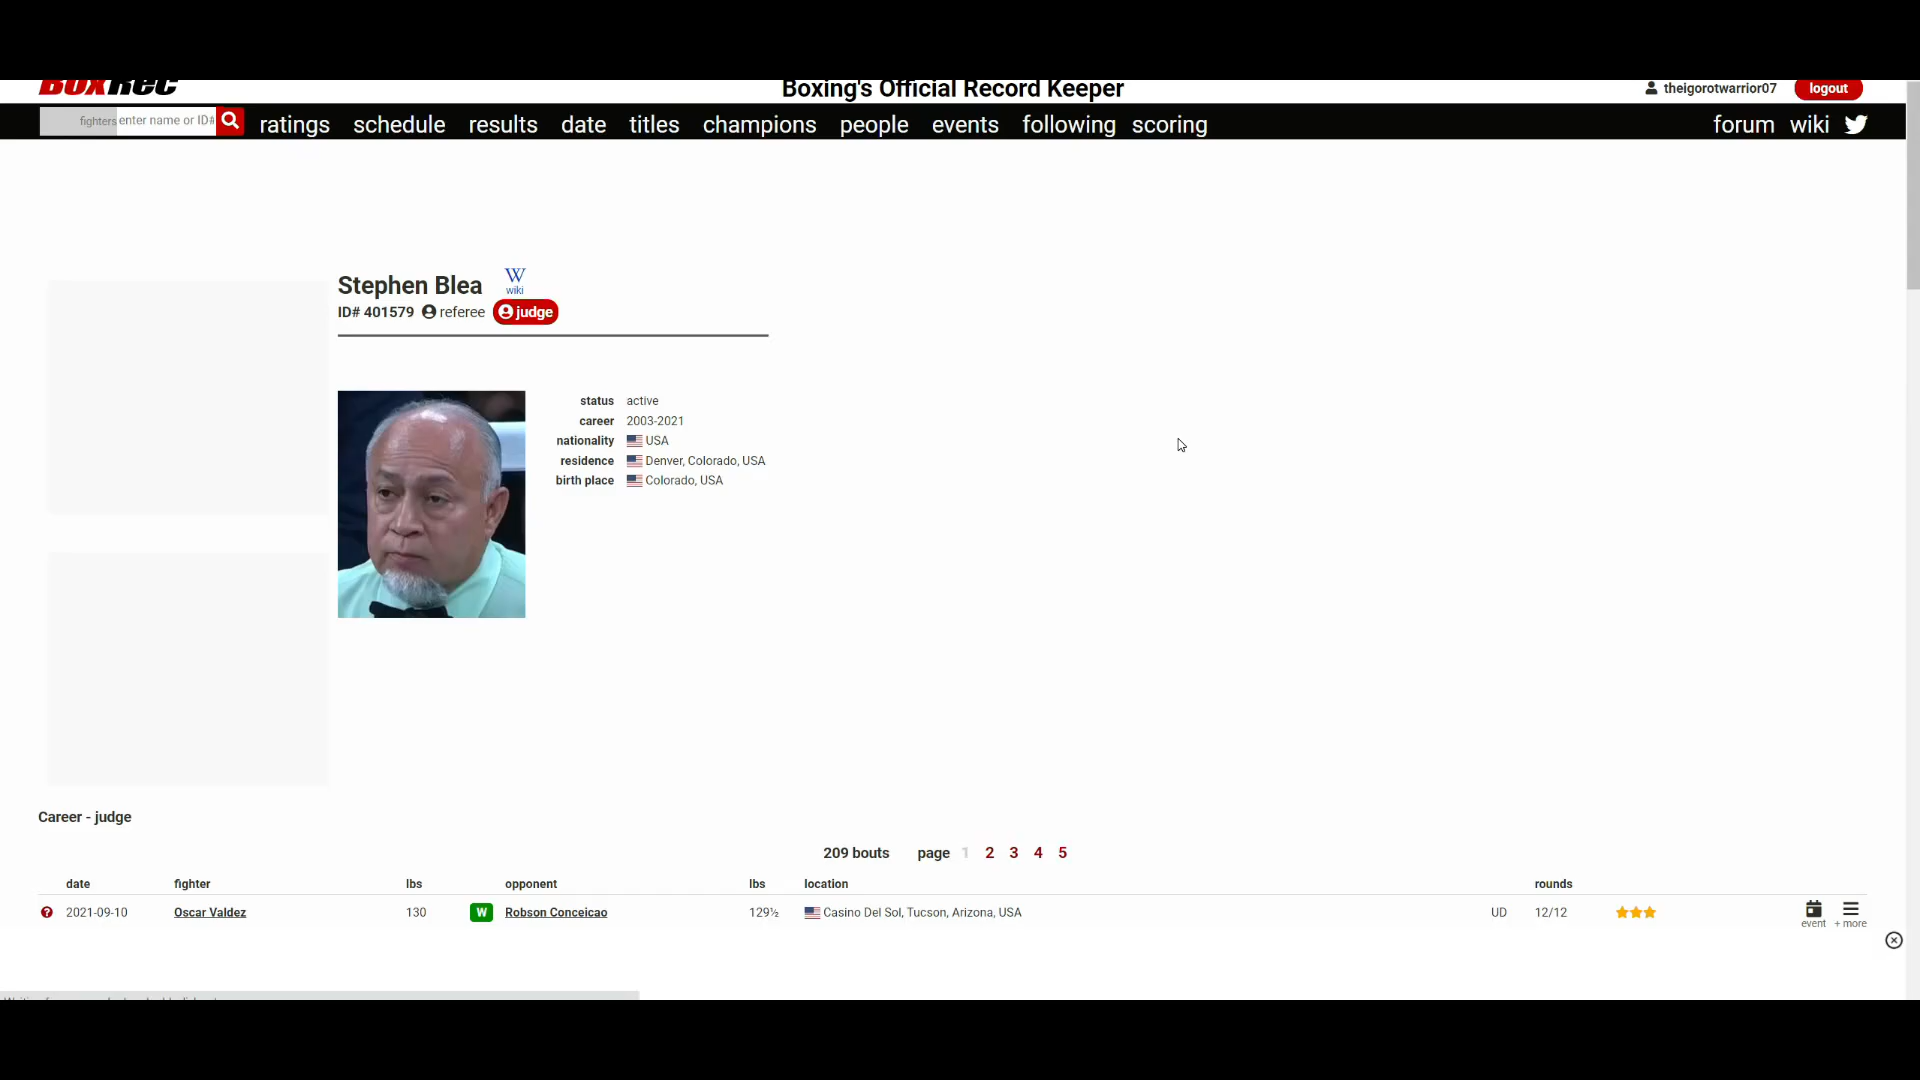 BoxRec
Boxing's Official Record Keeper
theigorotwarrior07 logout
fighters enter name or ID# ratings schedule results date titles champions people events following scoring forum wiki
Stephen Blea
W
wiki
ID# 401579 referee judge
status active
career 2003-2021
nationality USA
residence Denver, Colorado, USA
birth place Colorado, USA
Career - judge
209 bouts page 1 2 3 4 5
date fighter lbs opponent lbs location rounds
2021-09-10 Oscar Valdez 130 W Robson Conceicao 129½ Casino Del Sol, Tucson, Arizona, USA UD 12/12
event + more